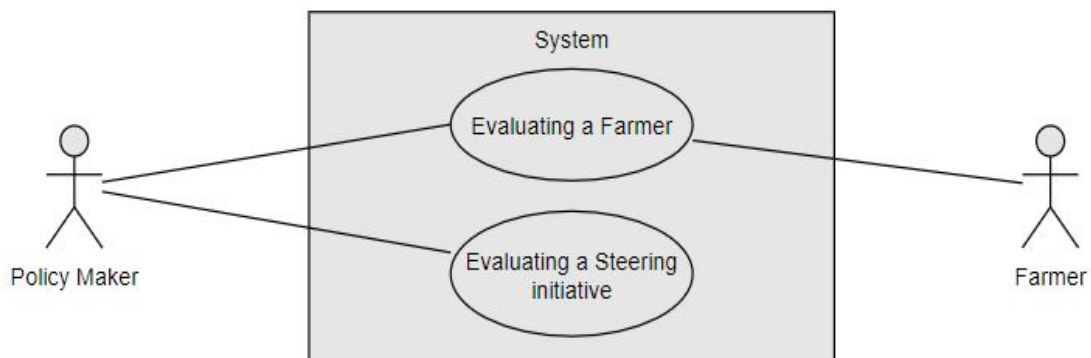 System
Evaluating a Farmer
Evaluating a Steering
initiative
Policy Maker
Farmer